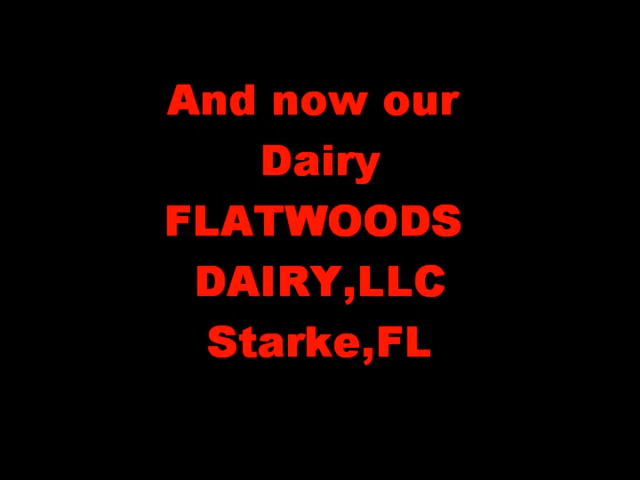 And now our
Dairy
FLATWOODS
DAIRY,LLC
Starke,FL